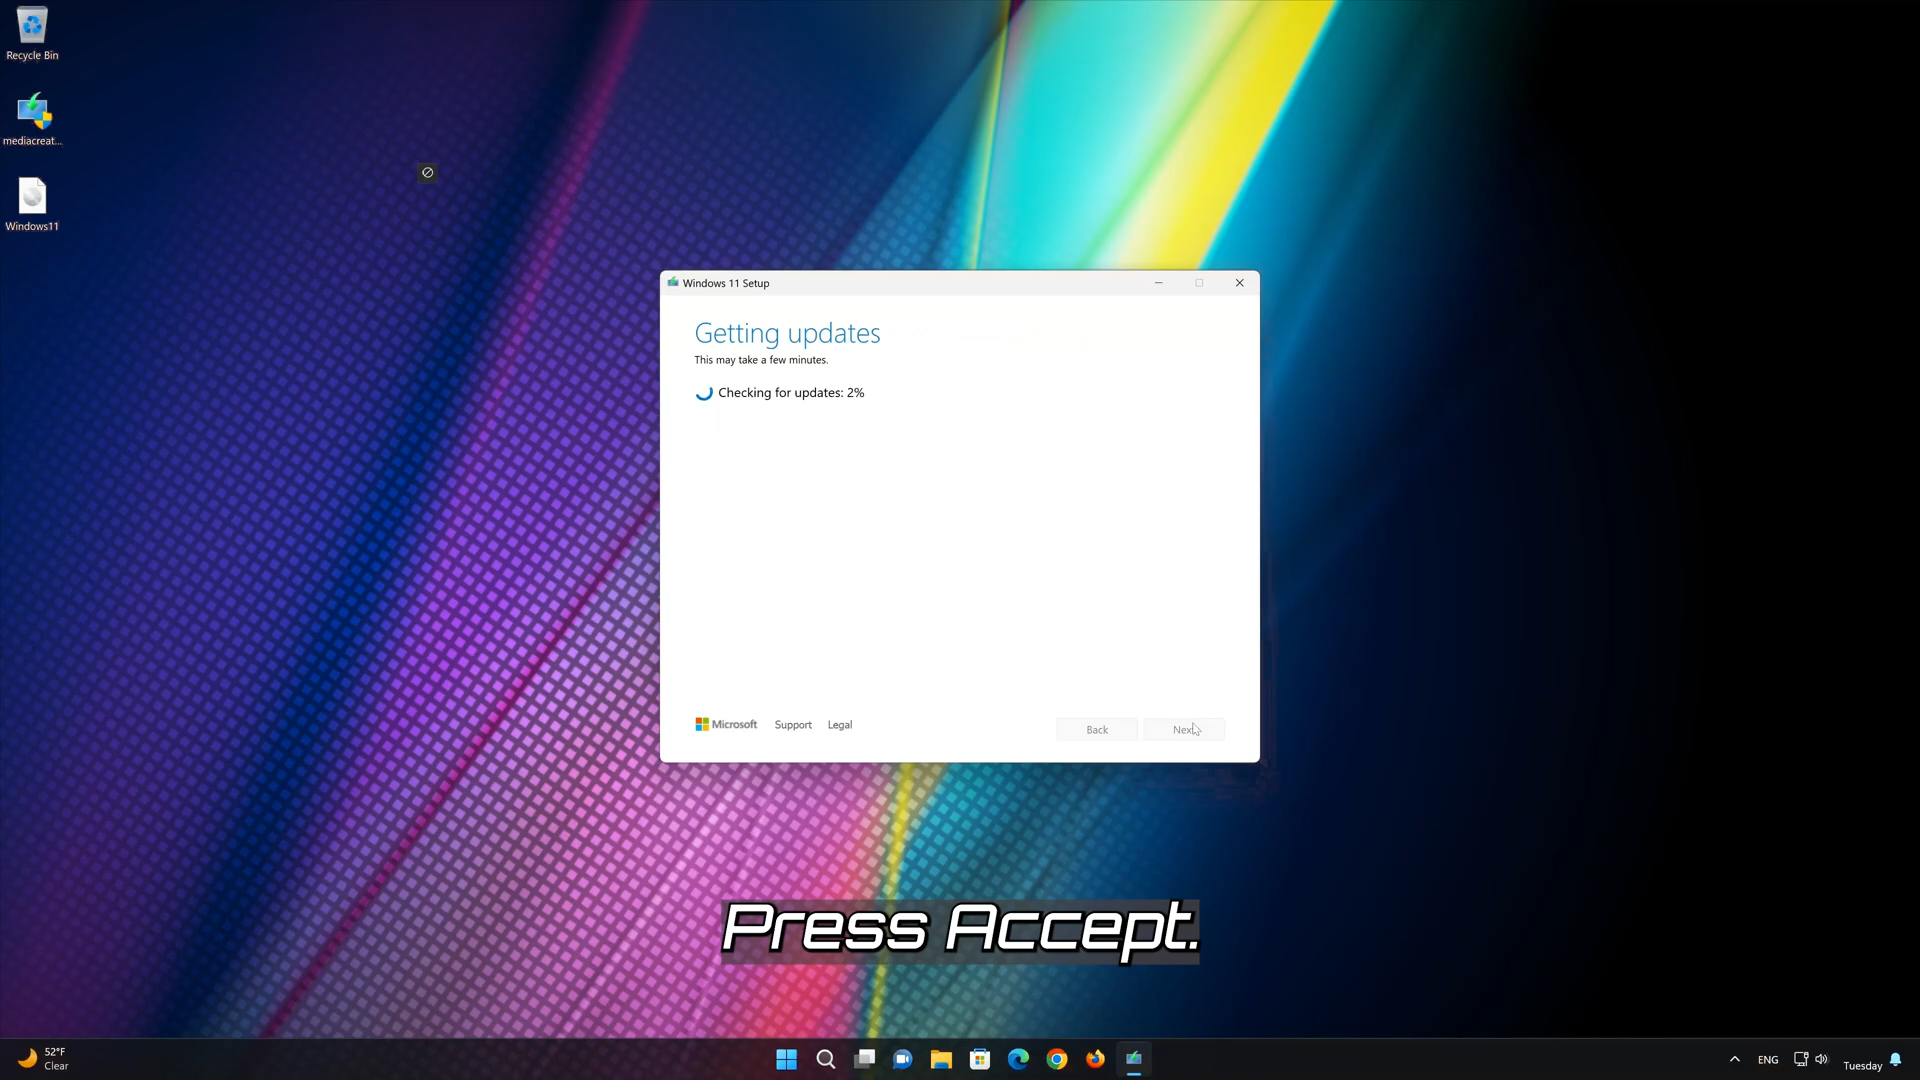 Recycle Bin
mediacreat...
Windows11
Windows 11 Setup
Getting updates
This may take a few minutes.
Checking for updates: 2%
Microsoft
Support
Legal
Back
Next
Press Accept.
52°F
Clear
ENG
Tuesday